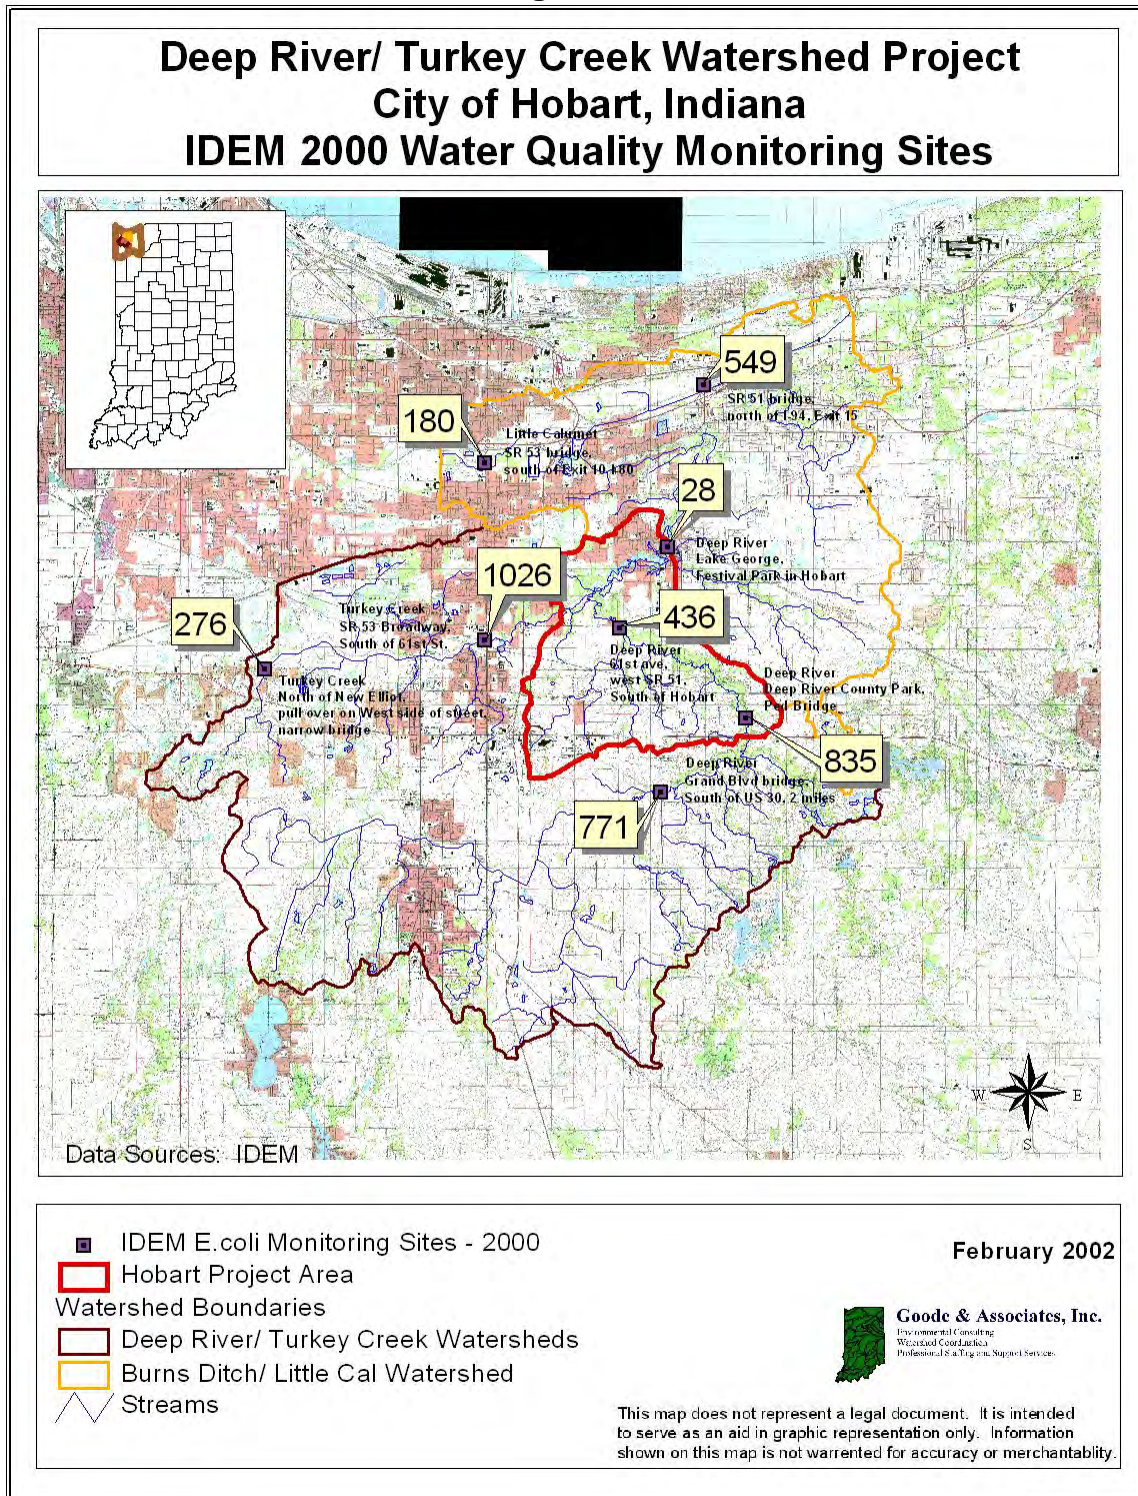 Deep River/ Turkey Creek Watershed Project
City of Hobart, Indiana
IDEM 2000 Water Quality Monitoring Sites
549
SR 51 bridge,
north of I-94, Exit 15
180
Little Calumet
SR 53 bridge,
south of Exit 10, I-80
28
Deep River
Lake George,
Festival Park in Hobart
1026
Turkey Creek
SR 53 Broadway,
South of 61st St.
436
Deep River
61st ave,
west SR 51,
South of Hobart
276
Turkey Creek
North of New Elliot,
pull over on West side of street,
narrow bridge
Deep River
Deep River County Park,
Ped Bridge
835
Deep River
Grand Blvd bridge,
South of US 30, 2 miles
771
W
E
S
Data Sources: IDEM
IDEM E.coli Monitoring Sites - 2000
Hobart Project Area
Watershed Boundaries
Deep River/ Turkey Creek Watersheds
Burns Ditch/ Little Cal Watershed
Streams
February 2002
Goode & Associates, Inc.
Environmental Consulting
Watershed Coordination
Professional Staffing and Support Services
This map does not represent a legal document. It is intended
to serve as an aid in graphic representation only. Information
shown on this map is not warrented for accuracy or merchantablity.